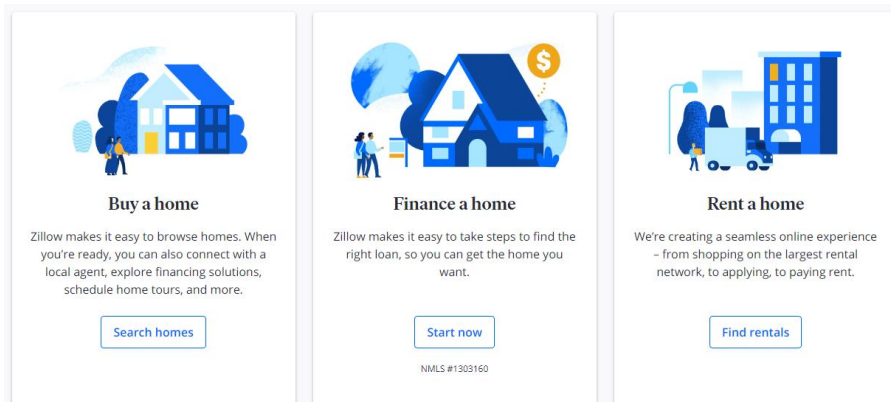 $
Buy a home
Zillow makes it easy to browse homes. When
you're ready, you can also connect with a
local agent, explore financing solutions,
schedule home tours, and more.
Search homes
Finance a home
Zillow makes it easy to take steps to find the
right loan, so you can get the home you
want.
Start now
NMLS #1303160
Rent a home
We're creating a seamless online experience
– from shopping on the largest rental
network, to applying, to paying rent.
Find rentals